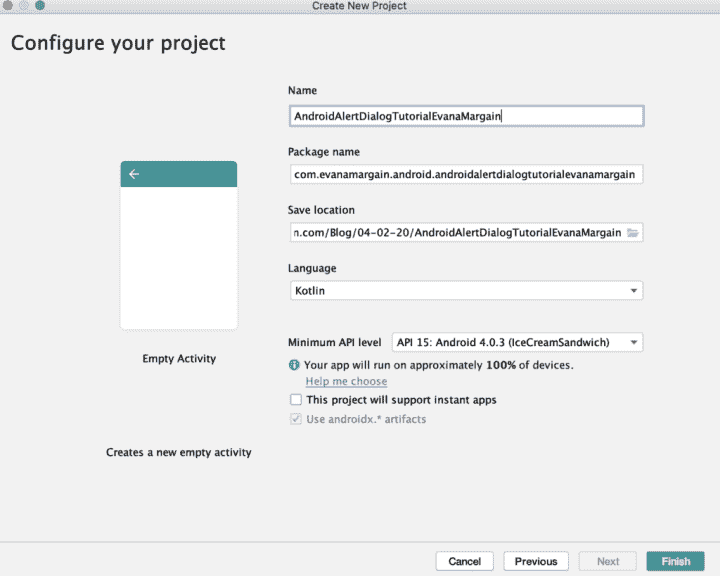 Create New Project
Configure your project
Name
AndroidAlertDialogTutorialEvanaMargain
Package name
com.evanamargain.android.androidalertdialogtutorialevanamargain
Save location
n.com/Blog/04-02-20/AndroidAlertDialogTutorialEvanaMargain
Language
Kotlin
Minimum API level API 15: Android 4.0.3 (IceCreamSandwich)
Your app will run on approximately 100% of devices.
Help me choose
This project will support instant apps
Use androidx.* artifacts
Empty Activity
Creates a new empty activity
Cancel Previous Next Finish